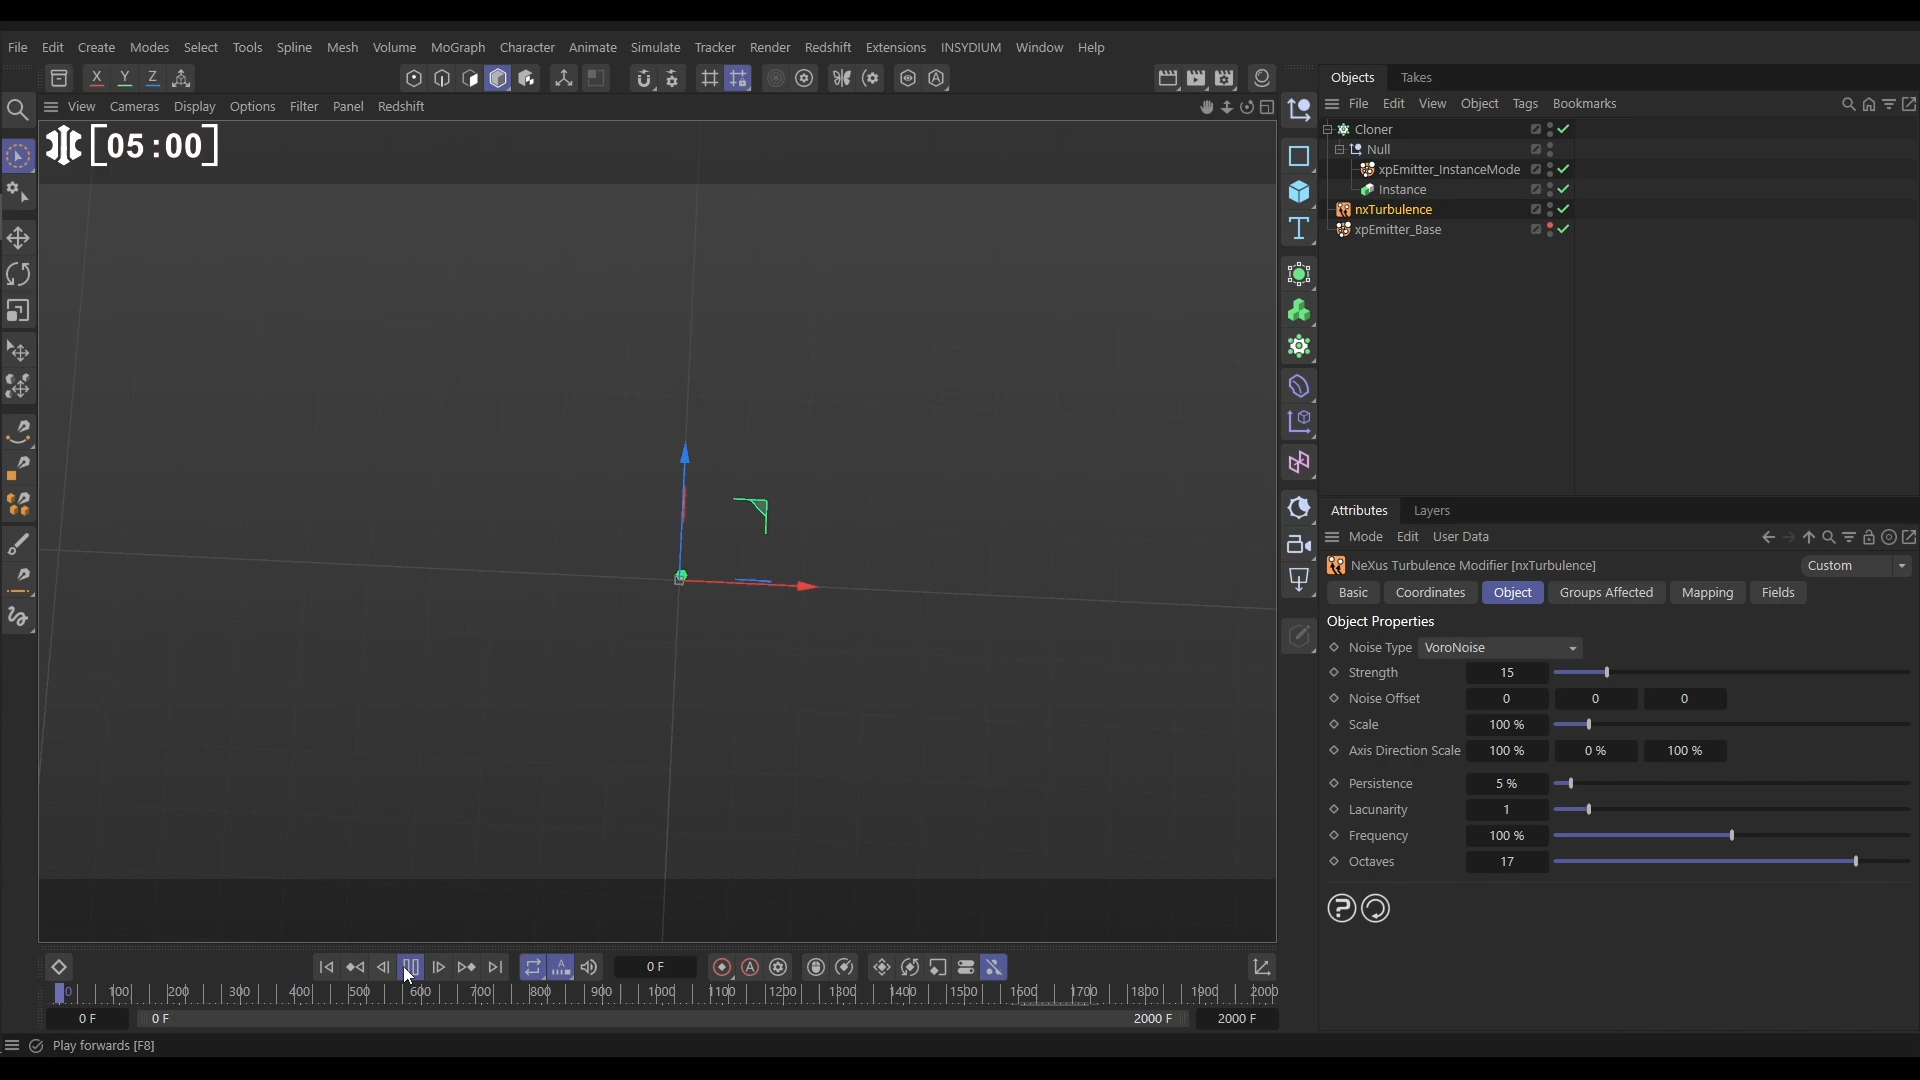 File Edit Create Modes Select Tools Spline Mesh Volume MoGraph Character Animate Simulate Tracker Render Redshift Extensions INSYDIUM Window Help
X Y Z
Objects Takes
View Cameras Display Options Filter Panel Redshift
File Edit View Object Tags Bookmarks
[05:00]
Cloner
Null
xpEmitter_InstanceMode
Instance
nxTurbulence
xpEmitter_Base
Attributes Layers
Mode Edit User Data
NeXus Turbulence Modifier [nxTurbulence] Custom
Basic Coordinates Object Groups Affected Mapping Fields
Object Properties
Noise Type VoroNoise
Strength 15
Noise Offset 0 0 0
Scale 100 %
Axis Direction Scale 100 % 0 % 100 %
Persistence 5 %
Lacunarity 1
Frequency 100 %
Octaves 17
0 F
0 100 200 300 400 500 600 700 800 900 1000 1100 1200 1300 1400 1500 1600 1700 1800 1900 2000
0 F 0 F 2000 F 2000 F
Play forwards [F8]